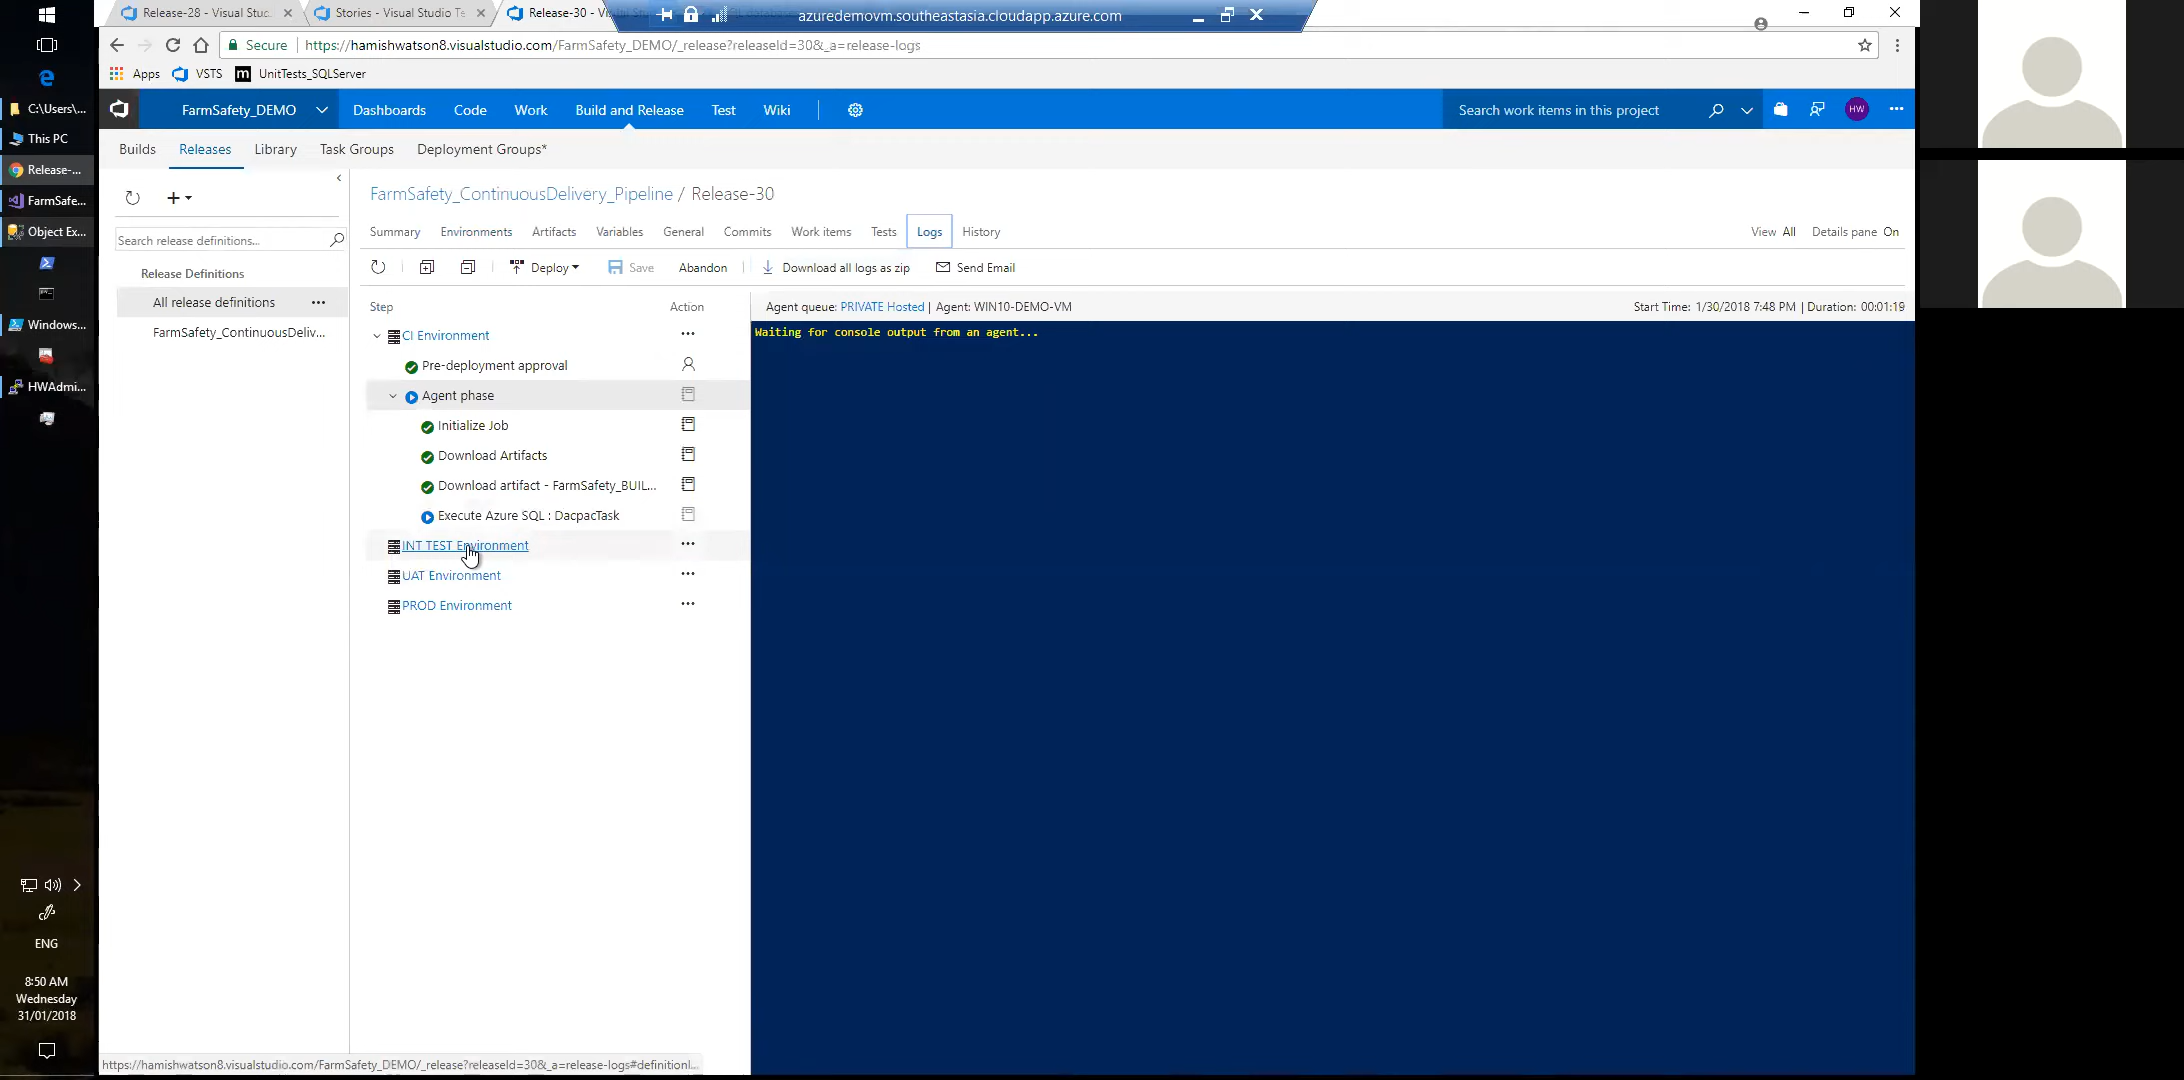 Release-28 - Visual Stuc
Stories - Visual Studio Te
Release-30 - Vi
azuredemovm.southeastasia.cloudapp.azure.com
Secure
https://hamishwatson8.visualstudio.com/FarmSafety_DEMO/_release?releaseId=30&_a=release-logs
Apps
VSTS
m
UnitTests_SQLServer
C:\Users\...
This PC
Release-...
FarmSafe...
Object Ex...
Windows...
HWAdmi...
FarmSafety_DEMO
Dashboards
Code
Work
Build and Release
Test
Wiki
Search work items in this project
HW
Builds
Releases
Library
Task Groups
Deployment Groups*
Search release definitions...
Release Definitions
All release definitions
FarmSafety_ContinuousDeliv...
FarmSafety_ContinuousDelivery_Pipeline / Release-30
Summary
Environments
Artifacts
Variables
General
Commits
Work items
Tests
Logs
History
View All
Details pane On
Deploy
Save
Abandon
Download all logs as zip
Send Email
Step
Action
CI Environment
Pre-deployment approval
Agent phase
Initialize Job
Download Artifacts
Download artifact - FarmSafety_BUIL...
Execute Azure SQL : DacpacTask
INT TEST Environment
UAT Environment
PROD Environment
Agent queue: PRIVATE Hosted | Agent: WIN10-DEMO-VM
Start Time: 1/30/2018 7:48 PM | Duration: 00:01:19
Waiting for console output from an agent...
ENG
8:50 AM
Wednesday
31/01/2018
https://hamishwatson8.visualstudio.com/FarmSafety_DEMO/_release?releaseId=30&_a=release-logs#definitionI...